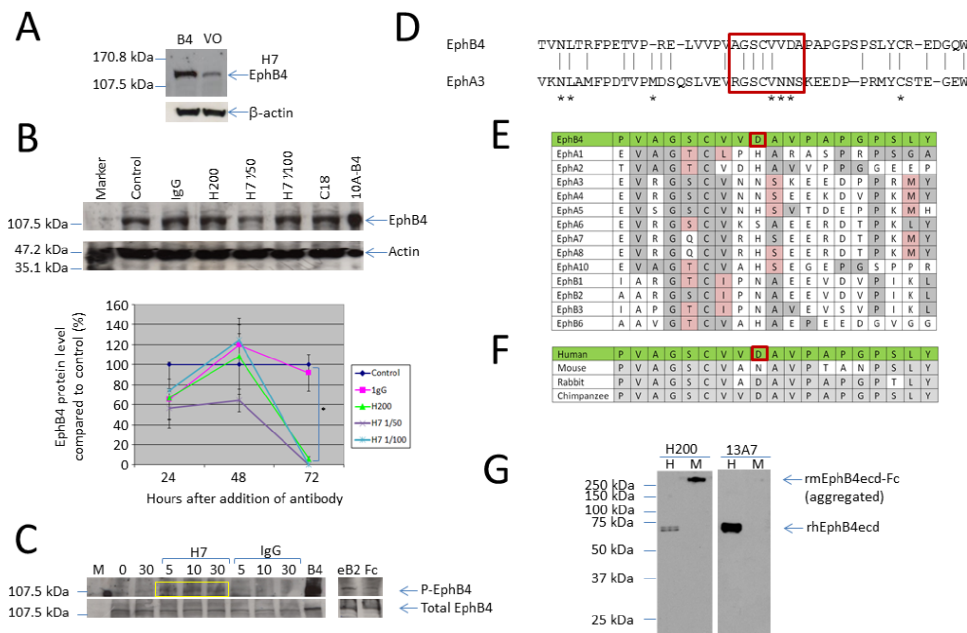 A
B4 VO
170.8 kDa
H7
EphB4
107.5 kDa
β-actin
B
Marker
Control
IgG
H200
H7 1/50
H7 1/100
C18
10A-B4
107.5 kDa
EphB4
47.2 kDa
Actin
35.1 kDa
EphB4 protein level compared to control (%)
160
140
120
100
80
60
40
20
0
24 48 72
Hours after addition of antibody
Control
1gG
H200
H7 1/50
H7 1/100
*
C
H7 IgG
M 0 30 5 10 30 5 10 30 B4 eB2 Fc
107.5 kDa
P-EphB4
107.5 kDa
Total EphB4
D
EphB4 TVNLTRFPETVP-RE-LVVPVAGSCVVDAPAPGPSPSLYCR-EDGQW
EphA3 VKNLAMFPDTVPMDSQSLVEVRGSCVNNSKEEDP-PRMYCSTE-GEW
* * * * * * *
E
EphB4 P V A G S C V V D A V P A P G P S L Y
EphA1 E V A G T C L P H A R A S P R P S G A
EphA2 T V A G T C V D H A V V P P G G E E P
EphA3 E V R G S C V N N S K E E D P P R M Y
EphA4 E V R G S C V N N S E E K D V P K M Y
EphA5 E V S G S C V N H S V T D E P P K M H
EphA6 E V R G S C V K S A E E R D T P K L Y
EphA7 E V R G Q C V R H S E E R D T P K M Y
EphA8 E V R G Q C V R H S E E R D T P K M Y
EphA10 E V A G T C V A H S E G E P G S P P R
EphB1 I A R G T C I P N A E E V D V P I K L
EphB2 A A R G S C I P N A E E V D V P I K L
EphB3 I A P G T C I P N A E E V S V P I K L
EphB6 A A V G T C V A H A E P E E D G V G G
F
Human P V A G S C V V D A V P A P G P S L Y
Mouse P V A G S C V A N A V P T A N P S L Y
Rabbit P V A G S C V A D A V P A P G P T L Y
Chimpanzee P V A G S C V V D A V P A P G P S L Y
G
H200 13A7
H M H M
250 kDa
150 kDa
100 kDa
75 kDa
50 kDa
37 kDa
25 kDa
rmEphB4ecd-Fc
(aggregated)
rhEphB4ecd